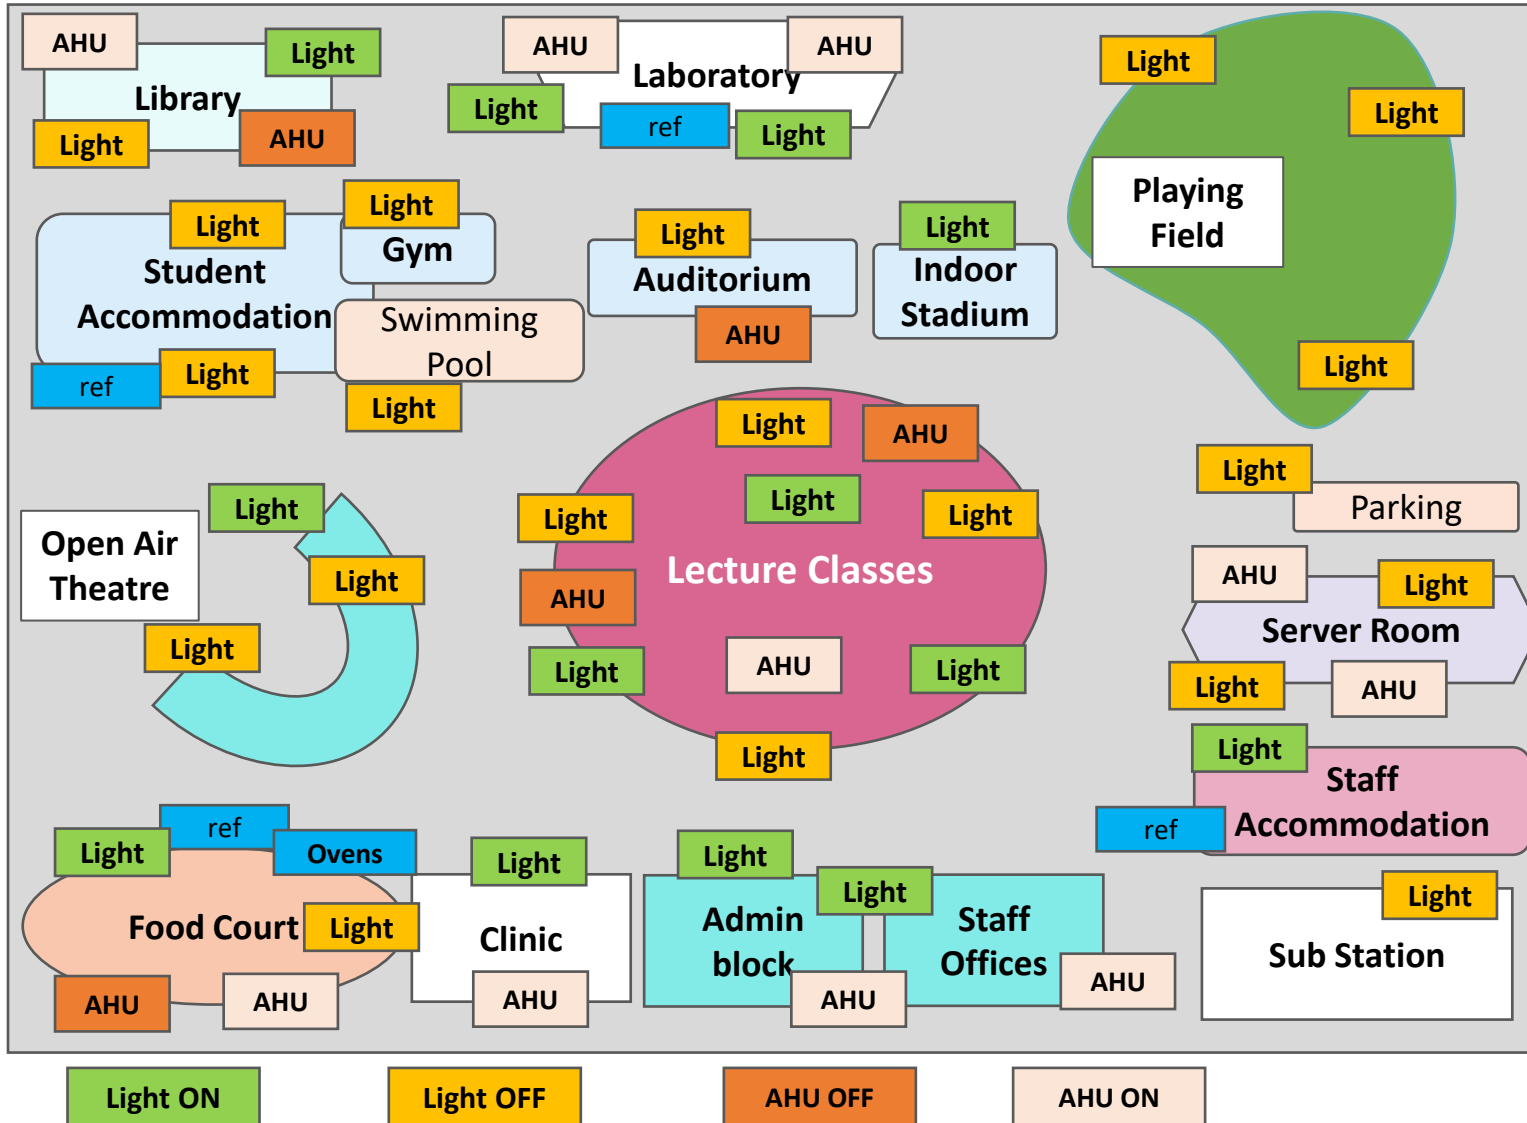 AHU
Light
Library
Light
AHU
AHU
AHU
Laboratory
Light
ref
Light
Light
Light
Playing
Field
Light
Light
Student
Accommodation
ref
Light
Light
Gym
Swimming
Pool
Light
Light
Auditorium
AHU
Light
Indoor
Stadium
Light
Open Air
Theatre
Light
Light
Light
AHU
Light
Light
Light
Lecture Classes
AHU
Light
AHU
Light
Light
Light
Parking
AHU
Light
Server Room
Light
AHU
Light
Staff
Accommodation
ref
Light
ref
Ovens
Food Court
Light
AHU
AHU
Light
Clinic
AHU
Light
Admin
block
AHU
Light
Staff
Offices
AHU
Light
Sub Station
Light ON
Light OFF
AHU OFF
AHU ON